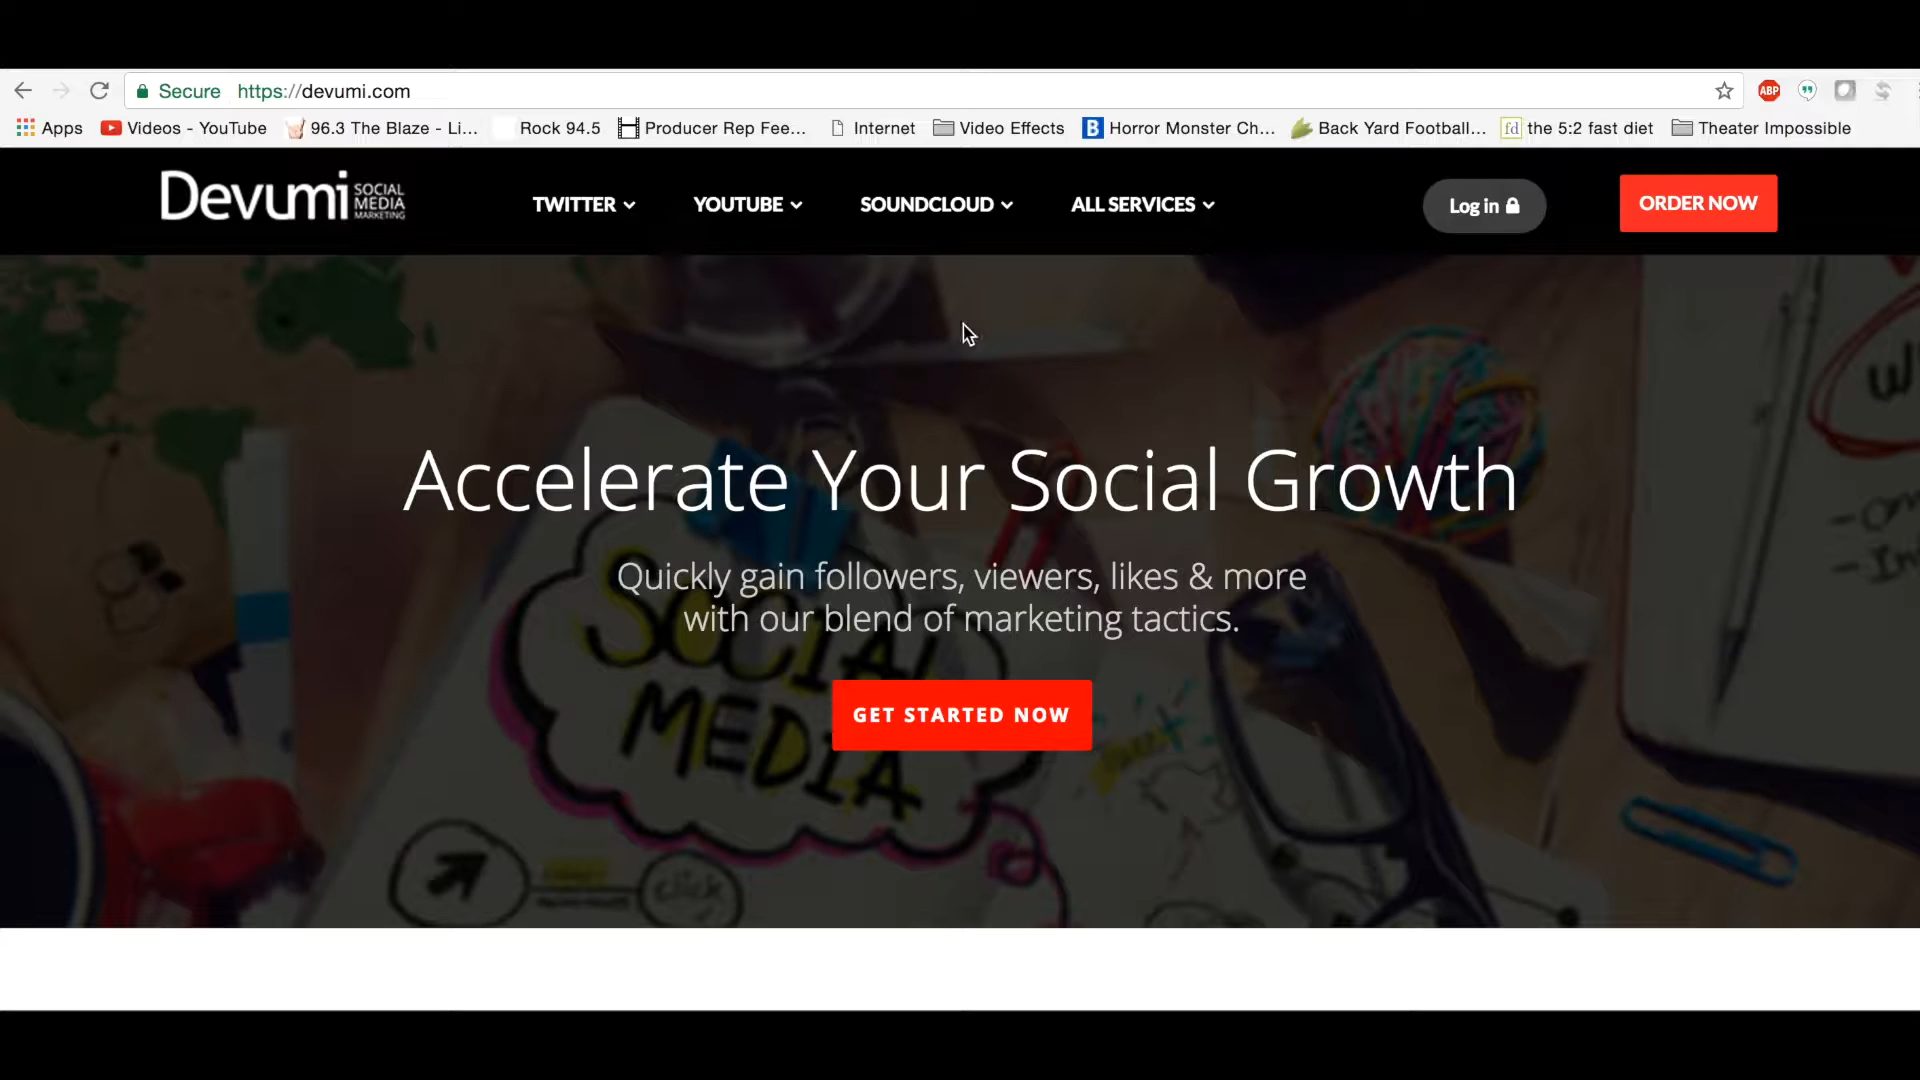 Secure https://devumi.com
Apps Videos - YouTube 96.3 The Blaze - Li... Rock 94.5 Producer Rep Fee... Internet Video Effects B Horror Monster Ch... Back Yard Football... fd the 5:2 fast diet Theater Impossible
ABP
Devumi SOCIAL MEDIA MARKETING
TWITTER YOUTUBE SOUNDCLOUD ALL SERVICES Log in ORDER NOW
Accelerate Your Social Growth
Quickly gain followers, viewers, likes & more
with our blend of marketing tactics.
SOCIAL
MEDIA
GET STARTED NOW
click